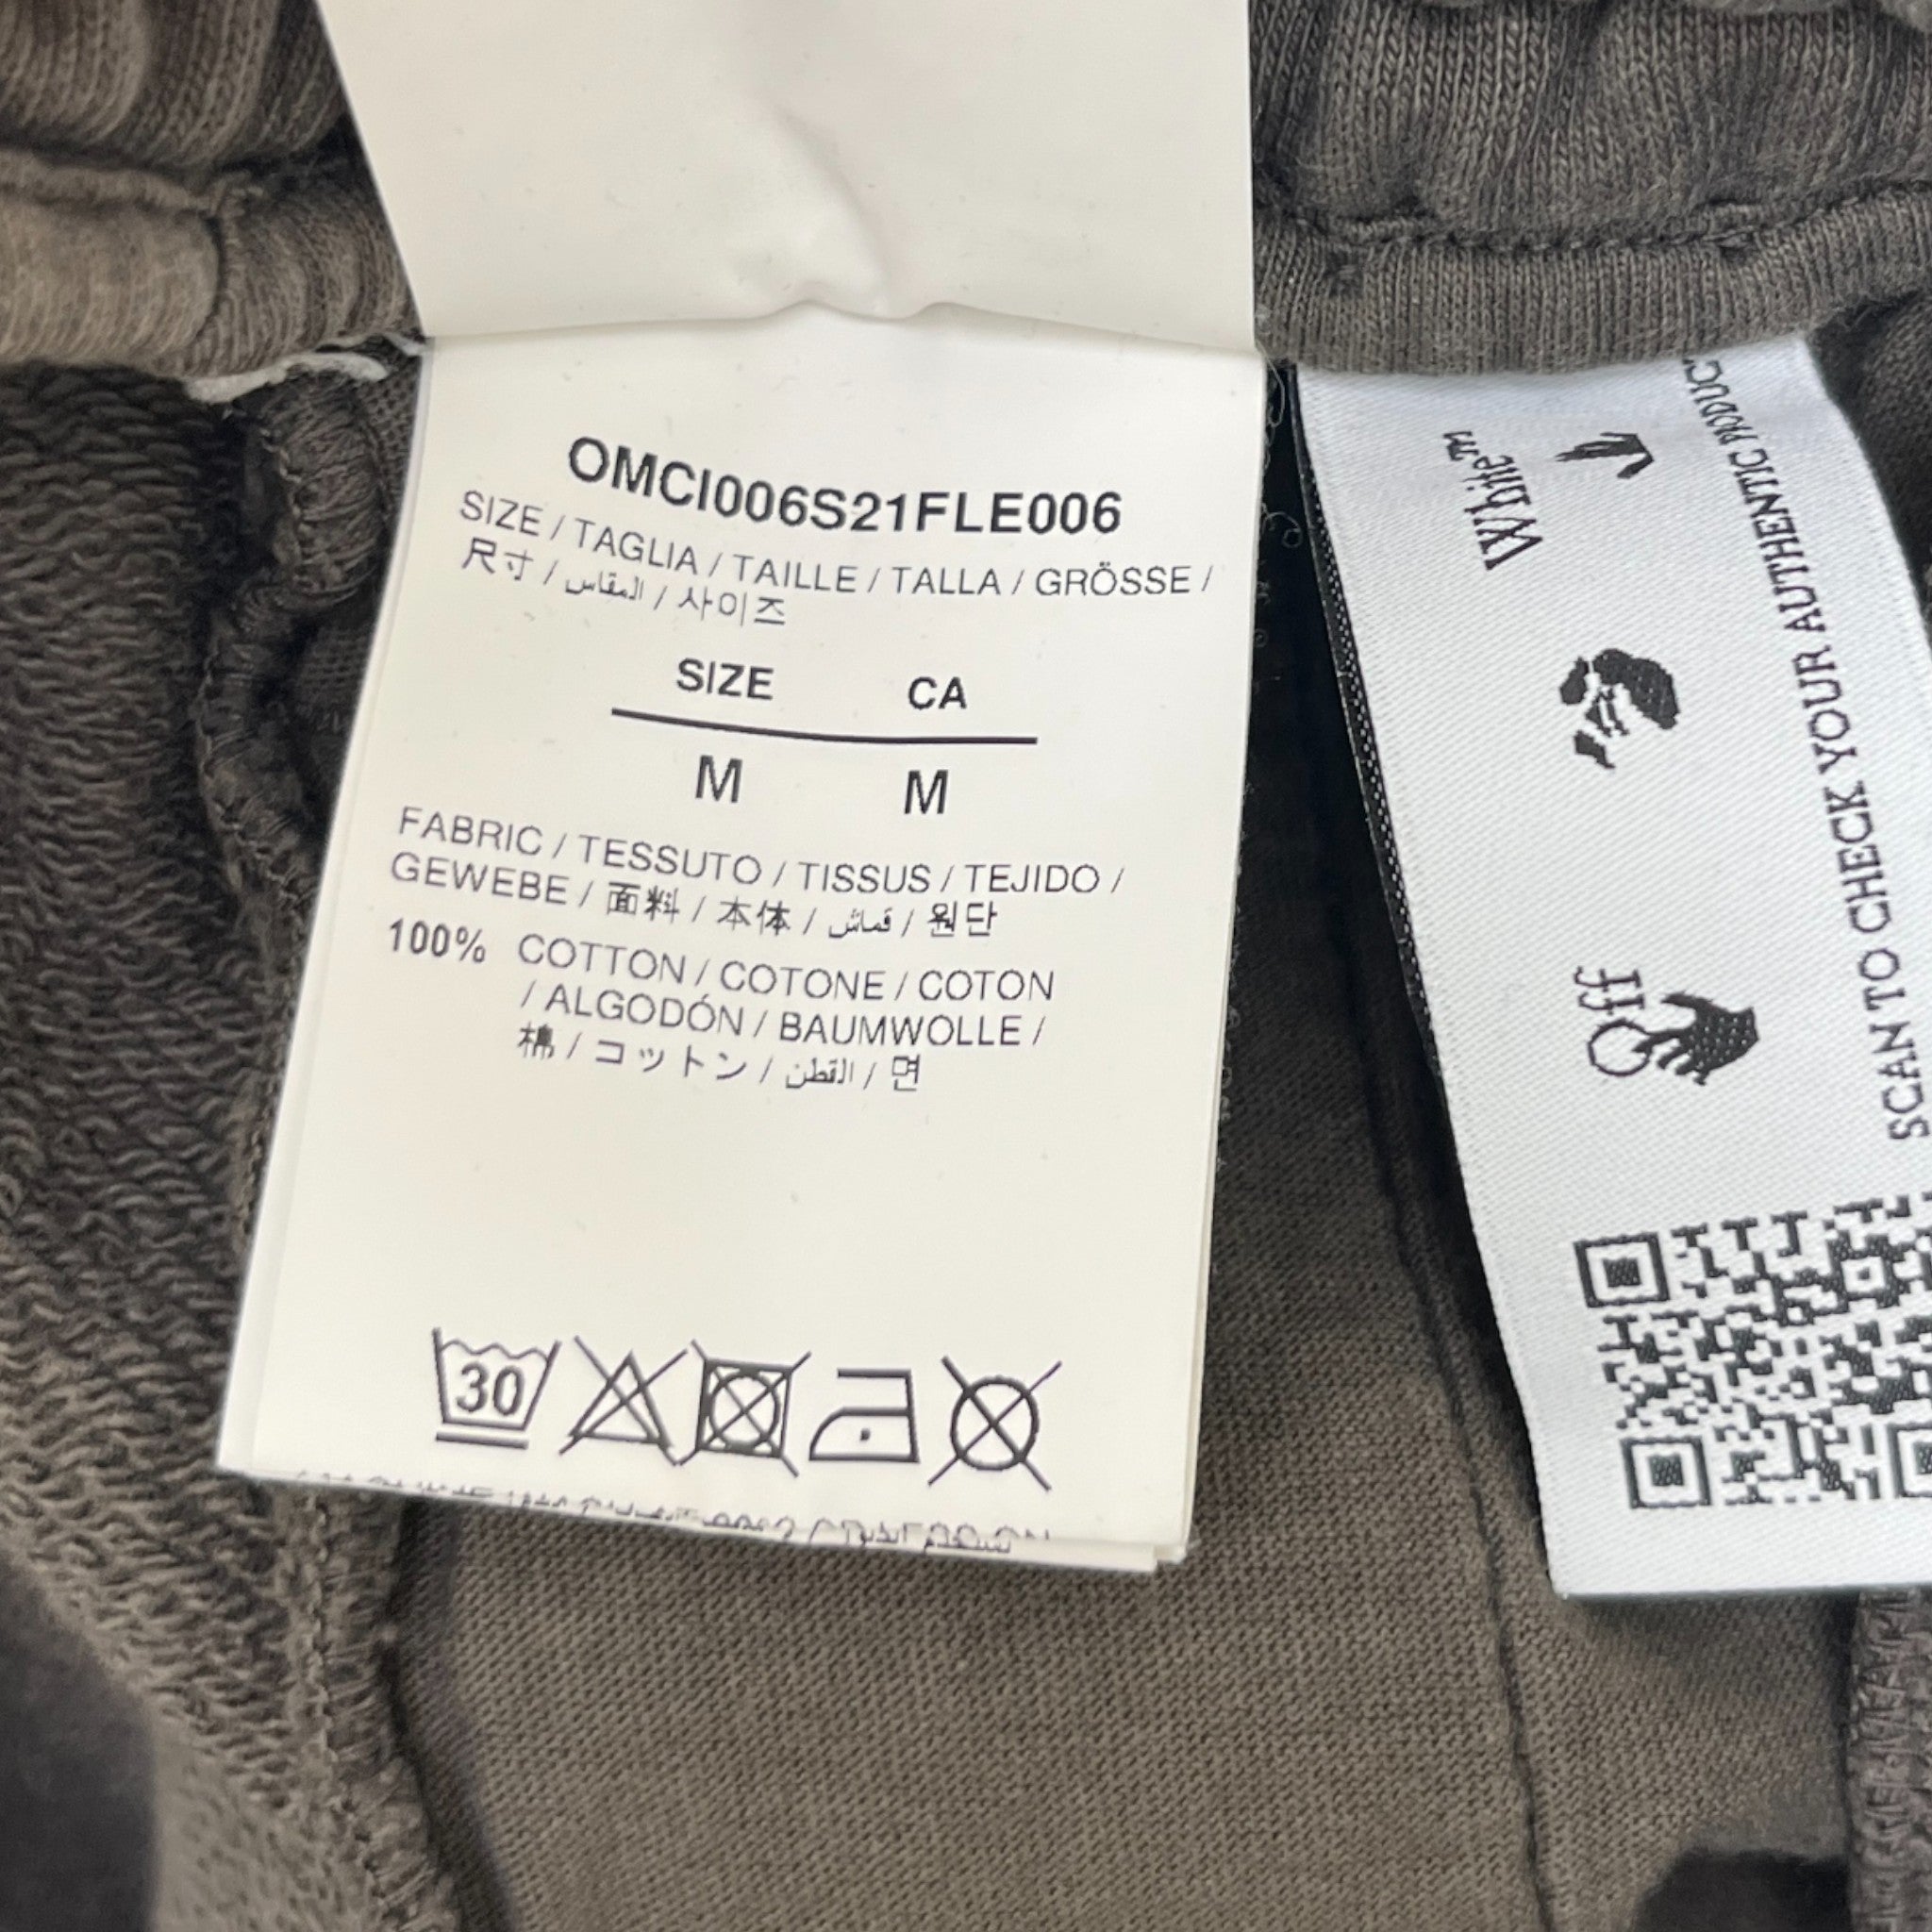 OMCI006S21FLE006
SIZE / TAGLIA / TAILLE / TALLA / GRÖSSE /
尺寸 / المقاس / 사이즈
SIZE CA
M M
FABRIC / TESSUTO / TISSUS / TEJIDO /
GEWEBE / 面料 / 本体 / قماش / 원단
100% COTTON / COTONE / COTON
/ ALGODÓN / BAUMWOLLE /
棉 / コットン / القطن / 면
30
Off White™
SCAN TO CHECK YOUR AUTHENTIC PRODUCT